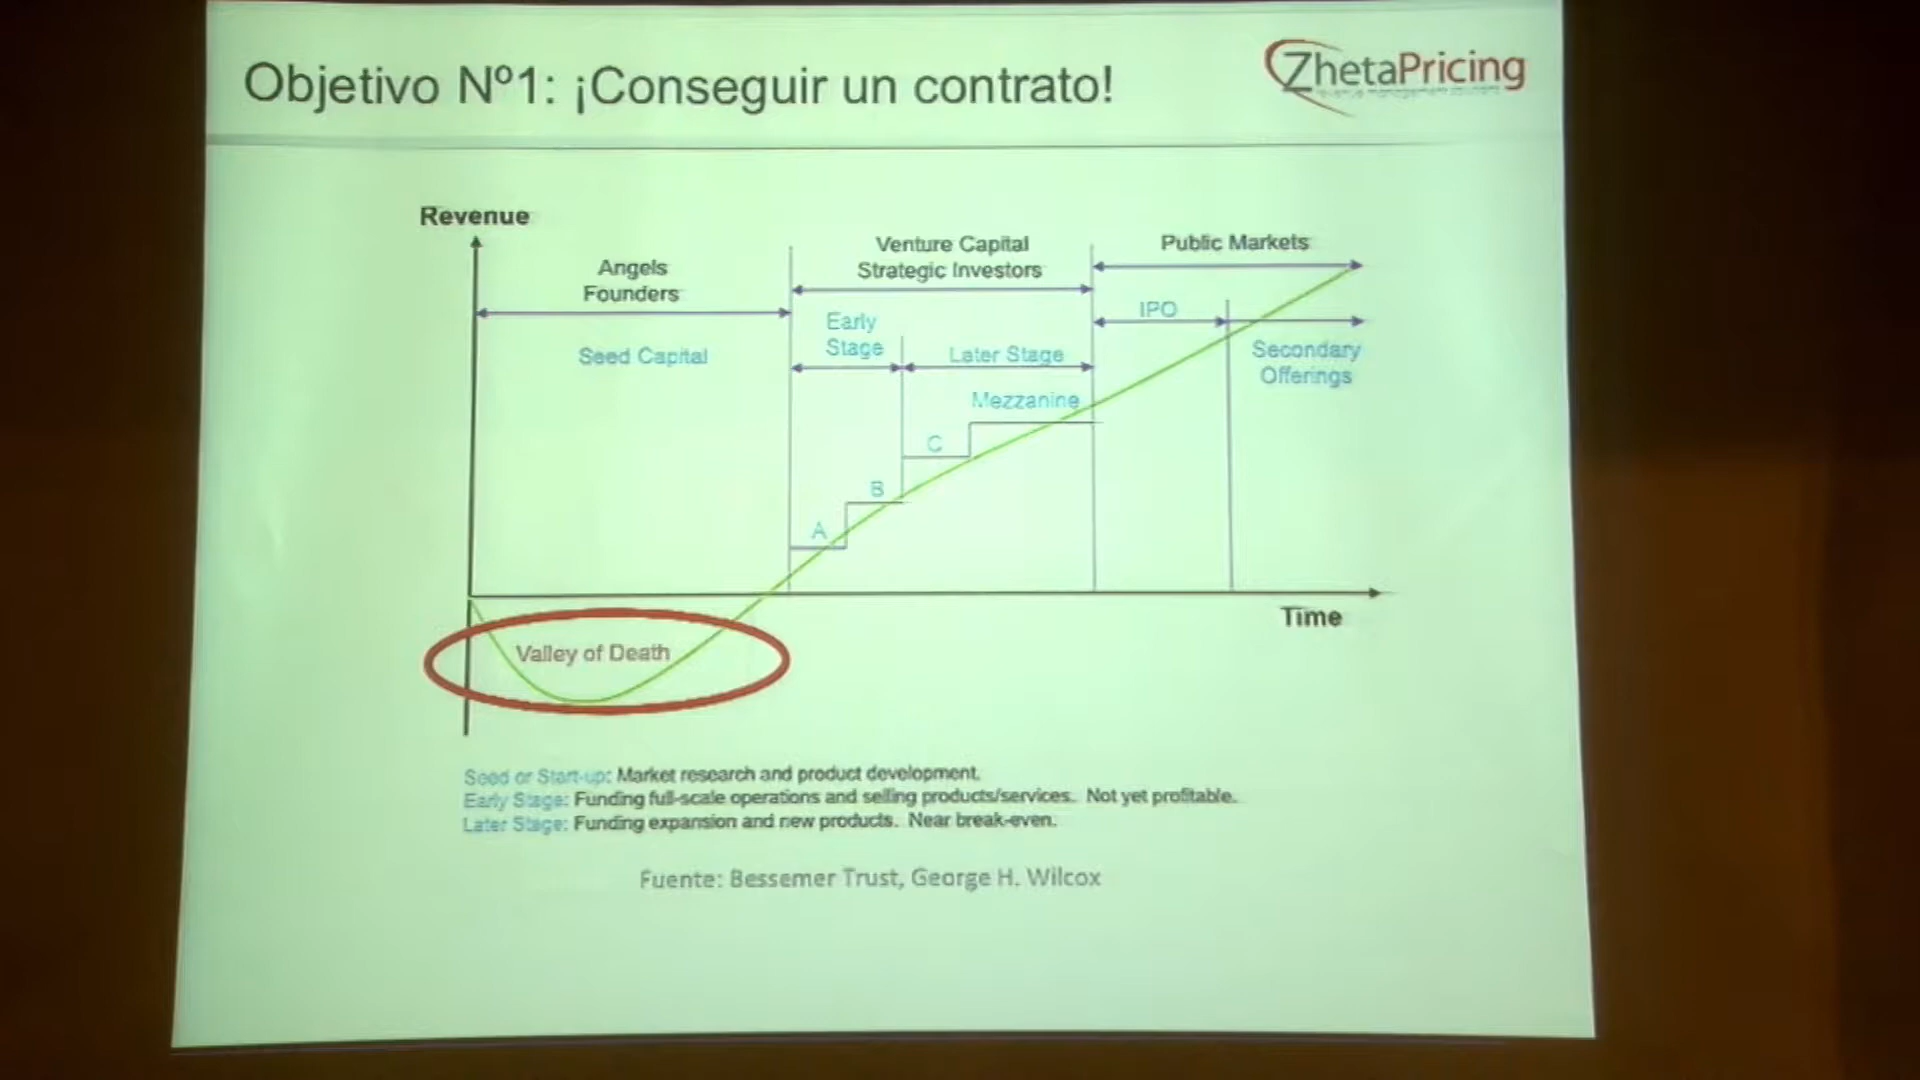 Objetivo Nº1: ¡Conseguir un contrato!
ZhetaPricing
revenue management solutions
Revenue
Angels
Founders
Seed Capital
Venture Capital
Strategic Investors
Early
Stage
Later Stage
Mezzanine
A
B
C
Public Markets
IPO
Secondary
Offerings
Time
Valley of Death
Seed or Start-up: Market research and product development.
Early Stage: Funding full-scale operations and selling products/services. Not yet profitable.
Later Stage: Funding expansion and new products. Near break-even.
Fuente: Bessemer Trust, George H. Wilcox